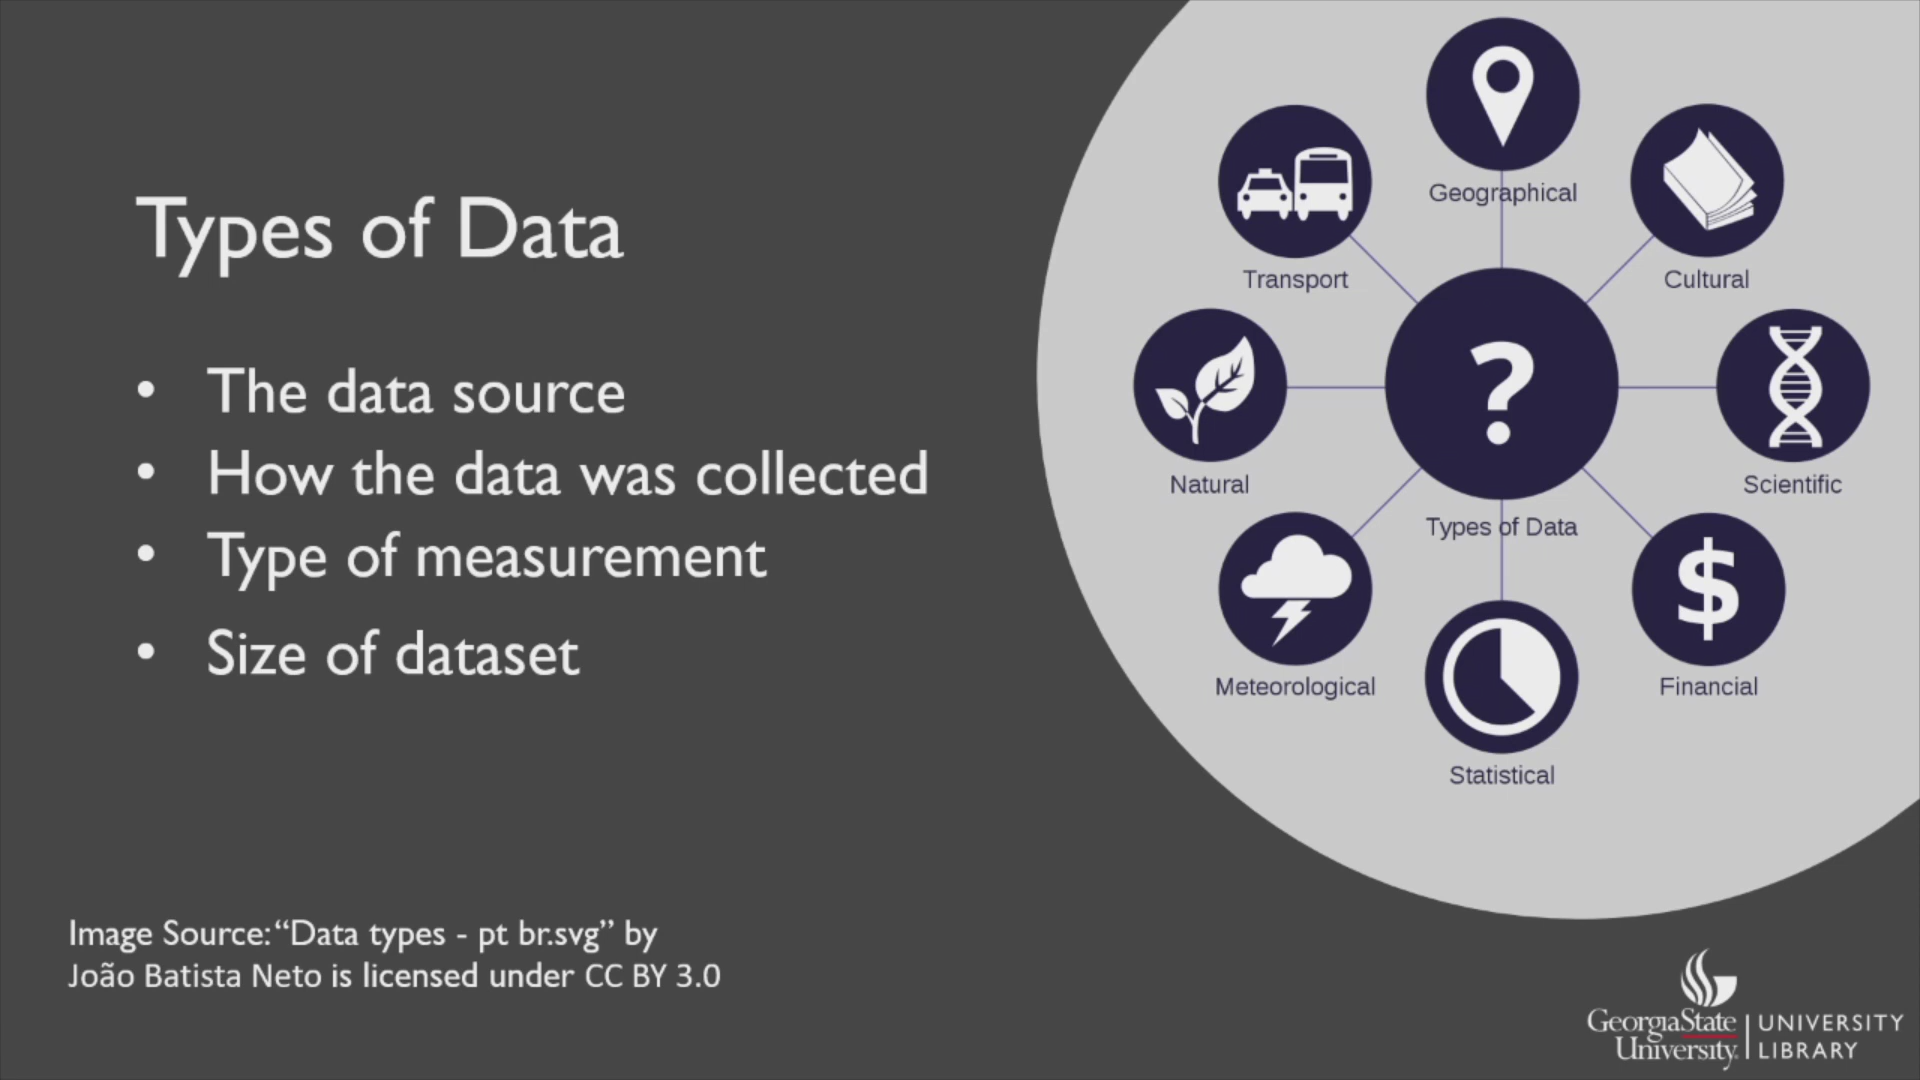 Types of Data
• The data source
• How the data was collected
• Type of measurement
• Size of dataset
Image Source: “Data types - pt br.svg” by
João Batista Neto is licensed under CC BY 3.0
Geographical
Transport
Cultural
Natural
?
Scientific
Types of Data
Meteorological
$
Financial
Statistical
GeorgiaState
University
UNIVERSITY
LIBRARY